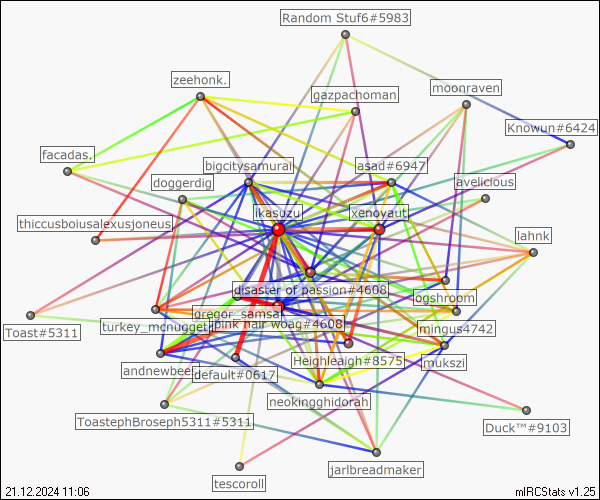 Random Stuf6#5983
zeehonk.
moonraven
gazpachoman
Knowun#6424
facadas.
bigcitysamurai
asad#6947
doggerdig
avelicious
ikasuzu
xenovaut
thiccusboiusalexusjoneus
lahnk
disaster of passion#4608
ogshroom
gregor_samsa
Toast#5311
turkey_mcnugget
pink hair woag#4608
mingus4742
Heighleaigh#8575
mukszi
andnewbeer
default#0617
neokingghidorah
ToastephBroseph5311#5311
Duck™#9103
jarlbreadmaker
tescoroll
21.12.2024 11:06
mIRCStats v1.25